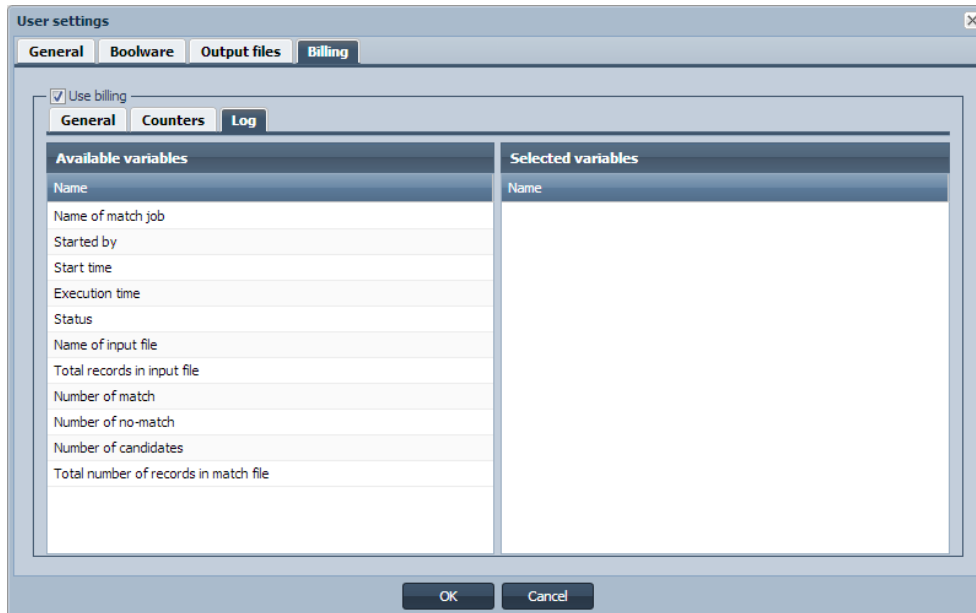 User settings
General Boolware Output files Billing
Use billing
General Counters Log
Available variables Selected variables
Name Name
Name of match job
Started by
Start time
Execution time
Status
Name of input file
Total records in input file
Number of match
Number of no-match
Number of candidates
Total number of records in match file
OK Cancel